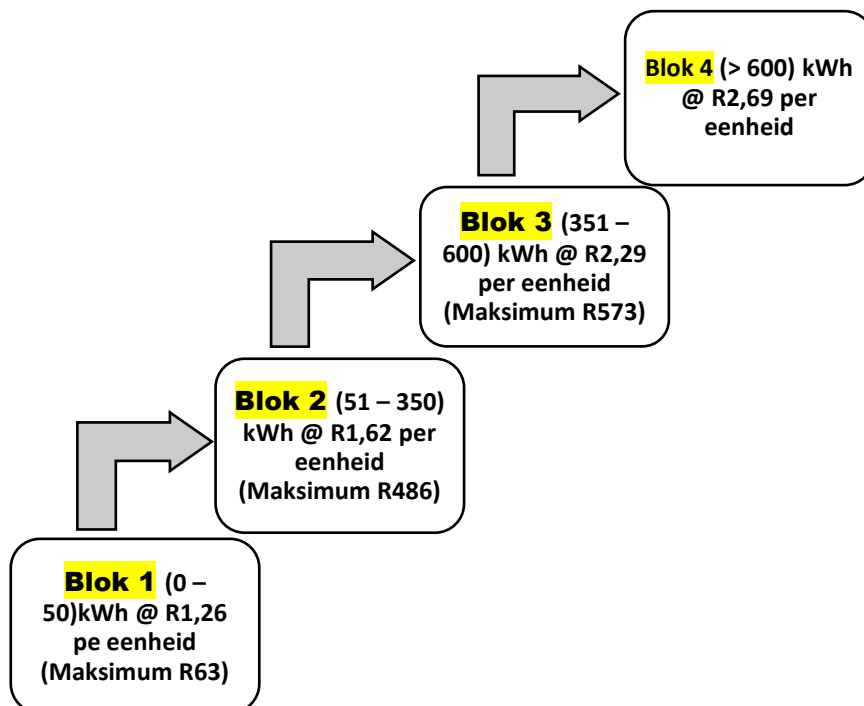 Blok 4 (> 600) kWh
@ R2,69 per
eenheid
Blok 3 (351 –
600) kWh @ R2,29
per eenheid
(Maksimum R573)
Blok 2 (51 – 350)
kWh @ R1,62 per
eenheid
(Maksimum R486)
Blok 1 (0 –
50)kWh @ R1,26
pe eenheid
(Maksimum R63)